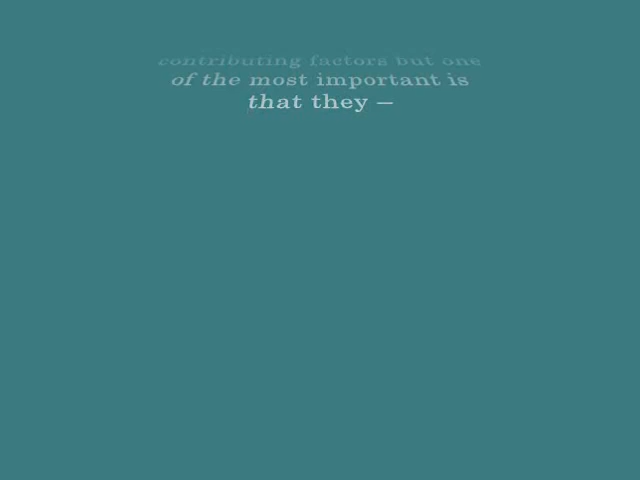 contributing factors but one
of the most important is
that they –